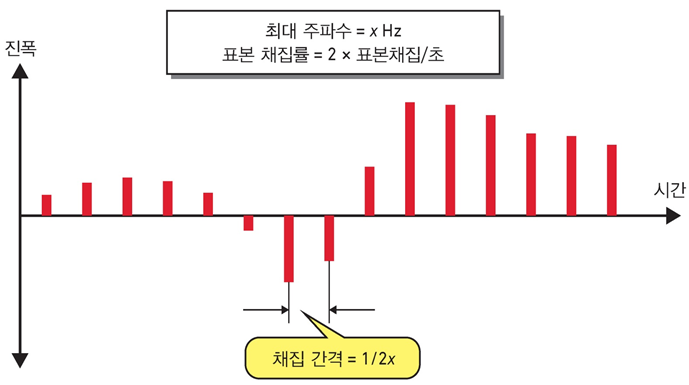 최대 주파수 = x Hz
표본 채집률 = 2 × 표본채집/초
진폭
시간
채집 간격 = 1/2x